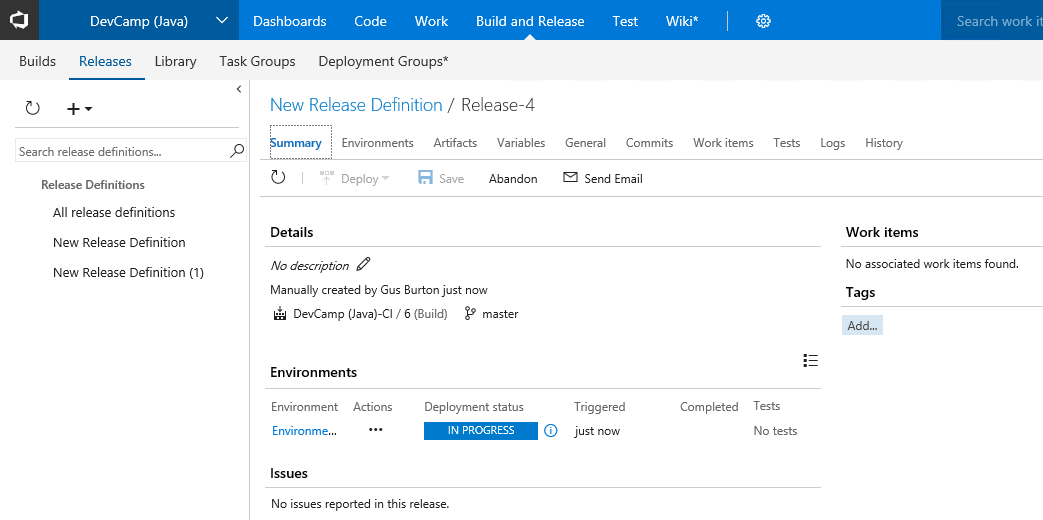 DevCamp (Java) Dashboards Code Work Build and Release Test Wiki* Search work it
Builds Releases Library Task Groups Deployment Groups*
New Release Definition / Release-4
Summary Environments Artifacts Variables General Commits Work items Tests Logs History
Search release definitions...
Deploy Save Abandon Send Email
Release Definitions
All release definitions
New Release Definition
New Release Definition (1)
Details
No description
Manually created by Gus Burton just now
DevCamp (Java)-CI / 6 (Build) master
Work items
No associated work items found.
Tags
Add...
Environments
Environment Actions Deployment status Triggered Completed Tests
Environme... ••• IN PROGRESS just now No tests
Issues
No issues reported in this release.